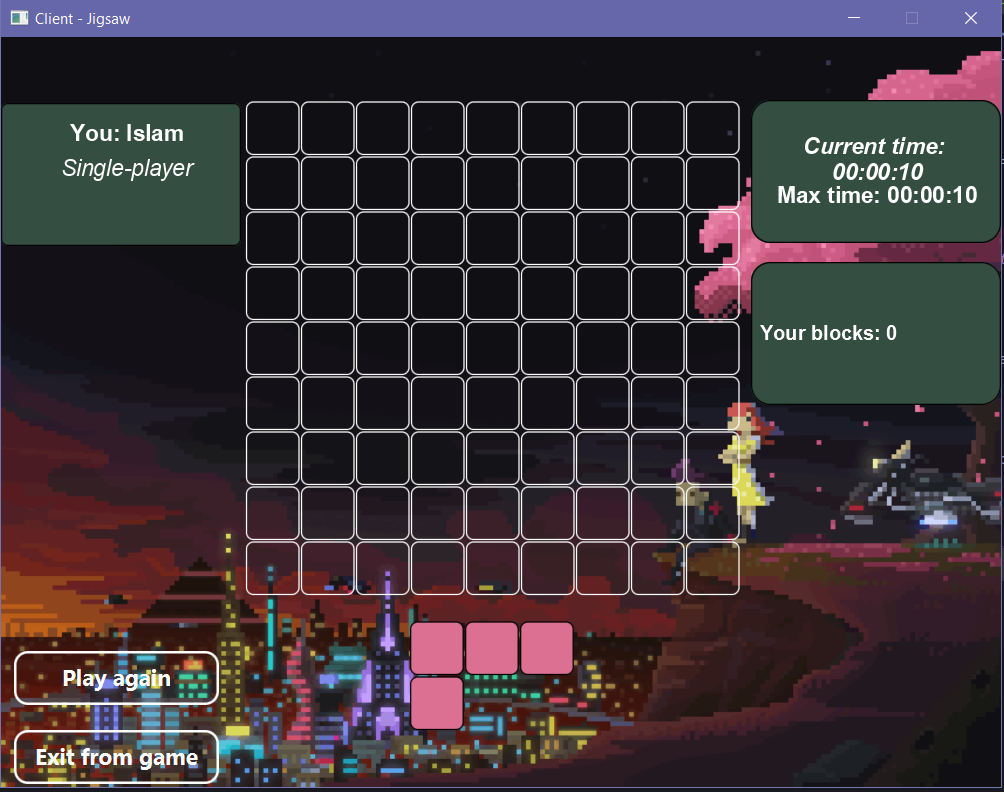 Client - Jigsaw
You: Islam
Single-player
Current time:
00:00:10
Max time: 00:00:10
Your blocks: 0
Play again
Exit from game